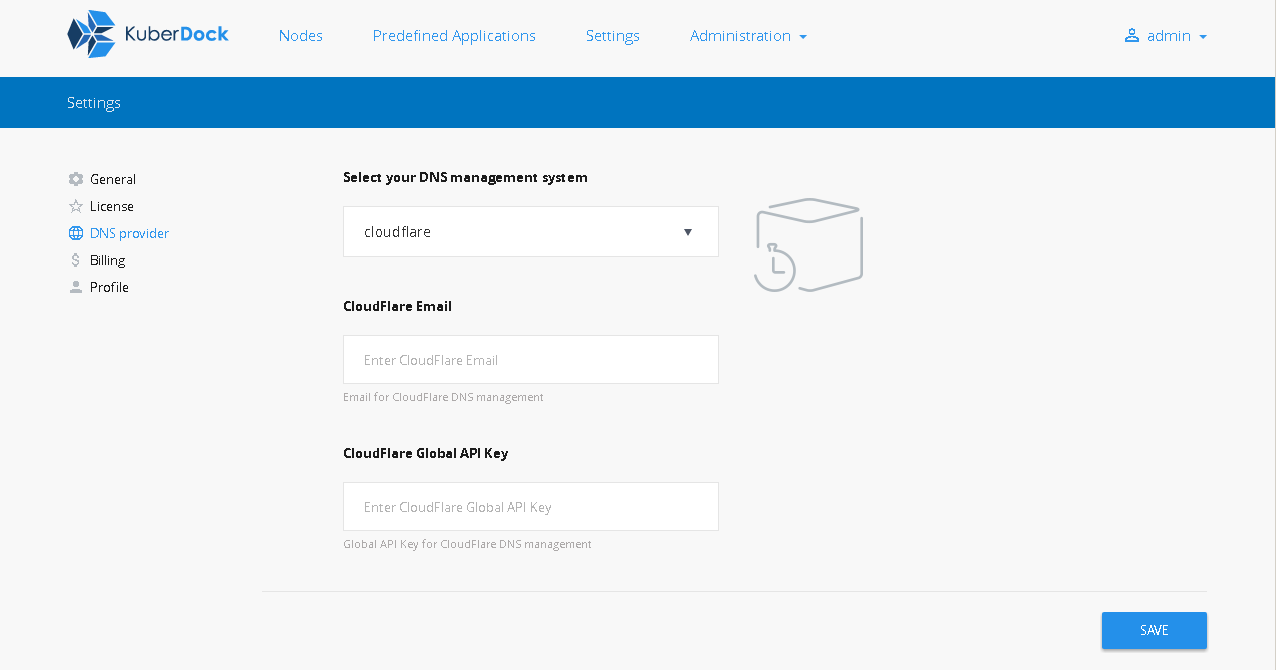 KuberDock Nodes Predefined Applications Settings Administration admin
Settings
General
License
DNS provider
Billing
Profile
Select your DNS management system
cloudflare
CloudFlare Email
Enter CloudFlare Email
Email for CloudFlare DNS management
CloudFlare Global API Key
Enter CloudFlare Global API Key
Global API Key for CloudFlare DNS management
SAVE